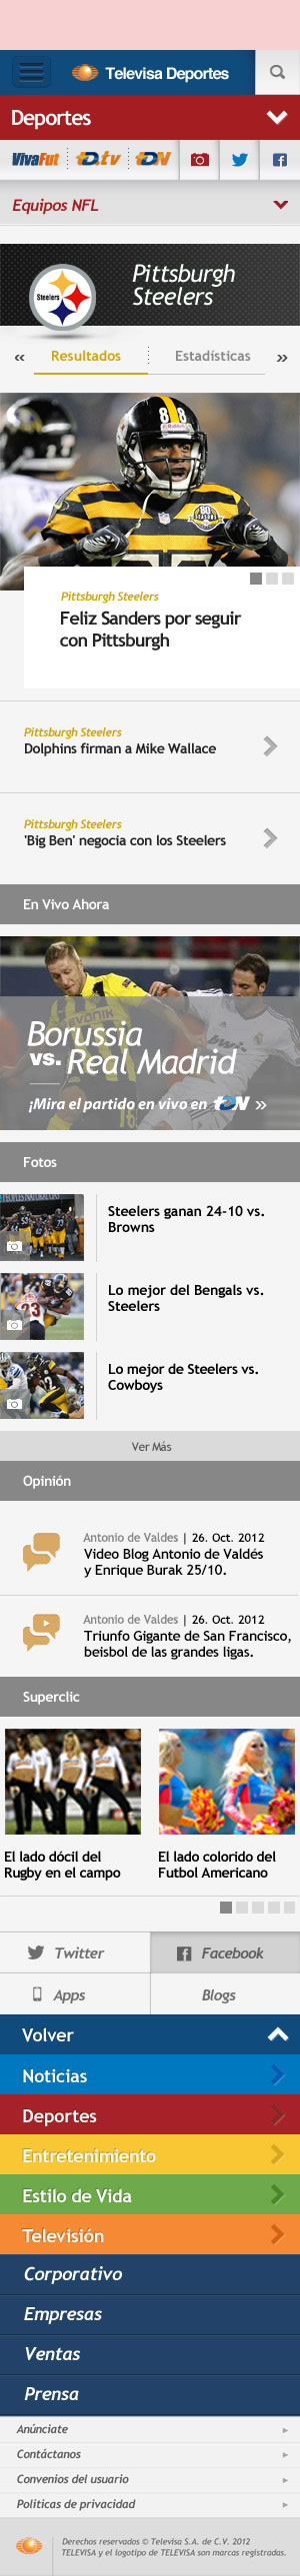 Televisa Deportes
Deportes
VivaFut
TD.tv
TDN
Equipos NFL
Pittsburgh
Steelers
Steelers
« Resultados Estadísticas »
Pittsburgh Steelers
Feliz Sanders por seguir
con Pittsburgh
Pittsburgh Steelers
Dolphins firman a Mike Wallace
Pittsburgh Steelers
'Big Ben' negocia con los Steelers
En Vivo Ahora
Borussia
vs. Real Madrid
¡Mira el partido en vivo en TDN »
Fotos
Steelers ganan 24-10 vs.
Browns
Lo mejor del Bengals vs.
Steelers
Lo mejor de Steelers vs.
Cowboys
Ver Más
Opinión
Antonio de Valdes | 26. Oct. 2012
Video Blog Antonio de Valdés
y Enrique Burak 25/10.
Antonio de Valdes | 26. Oct. 2012
Triunfo Gigante de San Francisco,
beisbol de las grandes ligas.
Superclic
El lado dócil del
Rugby en el campo
El lado colorido del
Futbol Americano
Twitter
Facebook
Apps
Blogs
Volver
Noticias
Deportes
Entretenimiento
Estilo de Vida
Televisión
Corporativo
Empresas
Ventas
Prensa
Anúnciate
Contáctanos
Convenios del usuario
Politicas de privacidad
Derechos reservados © Televisa S.A. de C.V. 2012
TELEVISA y el logotipo de TELEVISA son marcas registradas.